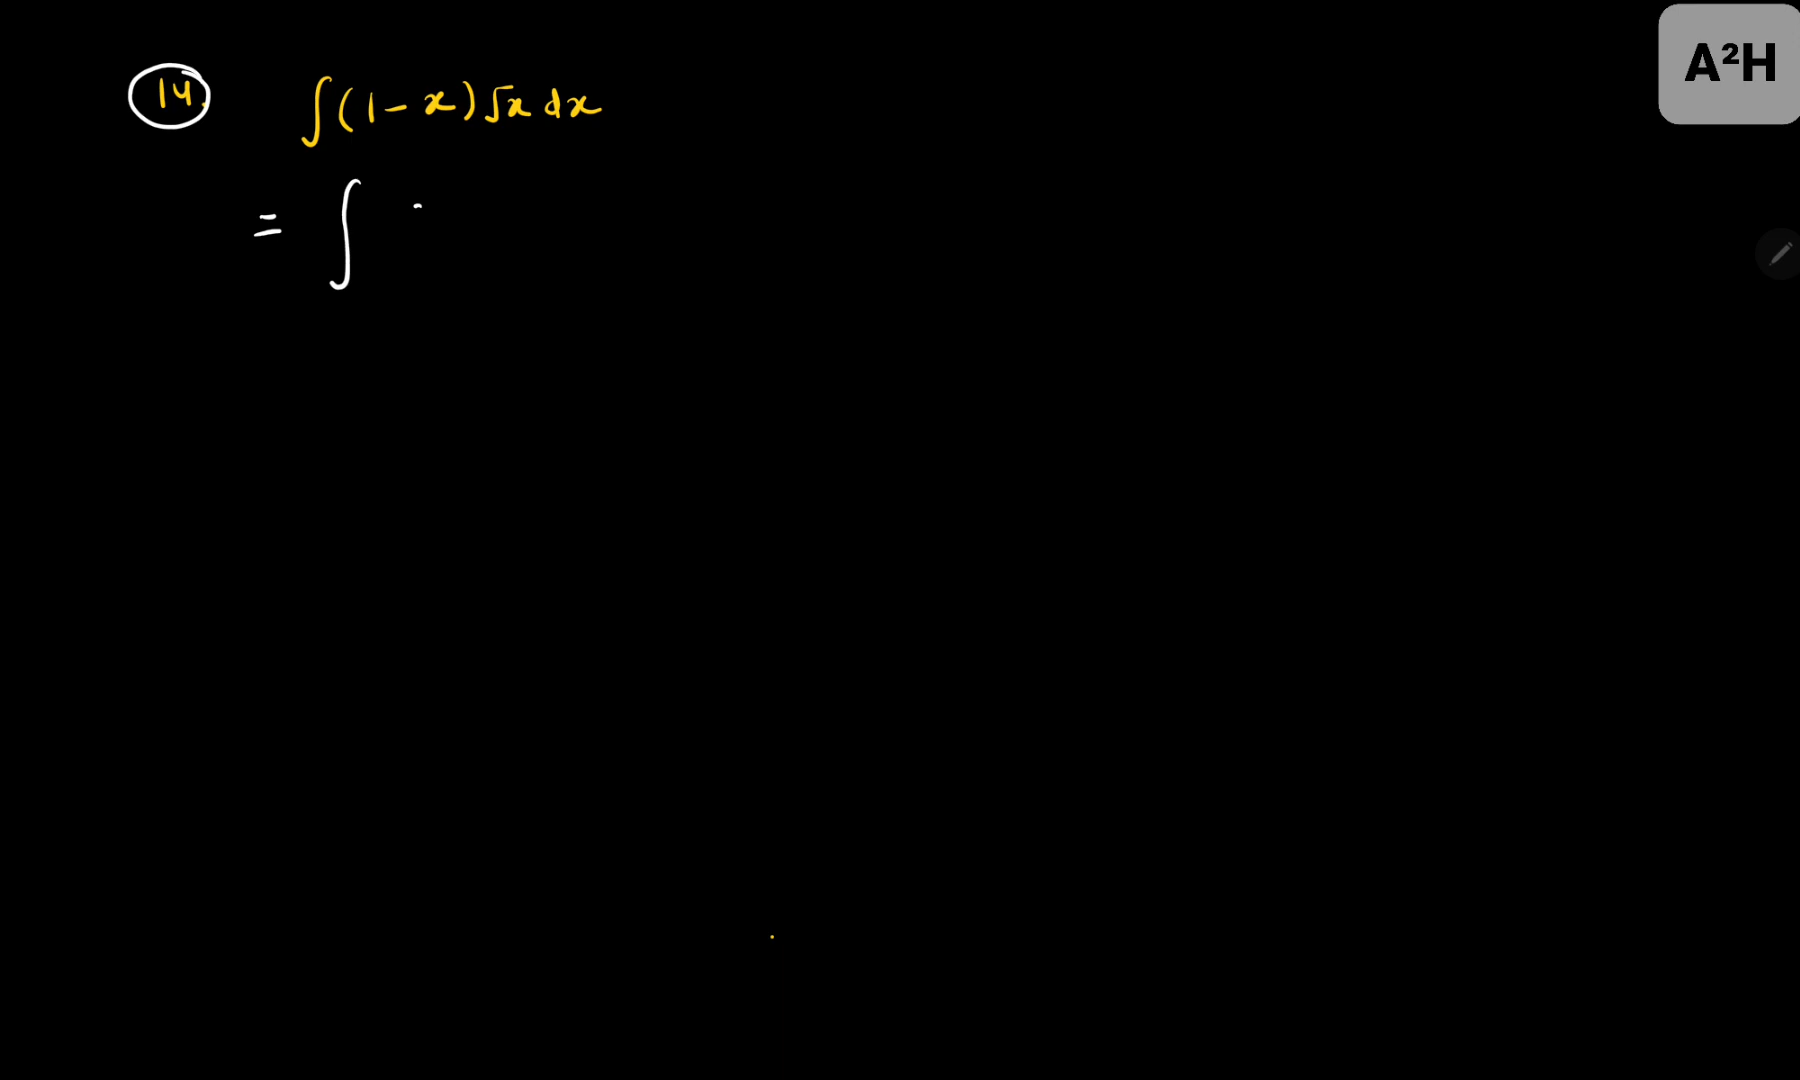 14. ∫(1-x)√x dx
= ∫
A²H